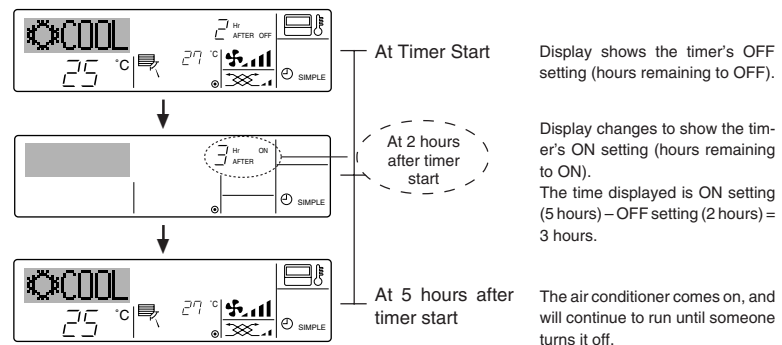 COOL
2 Hr AFTER OFF
25 °C
27 °C
SIMPLE
At Timer Start
Display shows the timer's OFF
setting (hours remaining to OFF).
3 Hr AFTER ON
SIMPLE
At 2 hours
after timer
start
Display changes to show the tim-
er's ON setting (hours remaining
to ON).
The time displayed is ON setting
(5 hours) – OFF setting (2 hours) =
3 hours.
COOL
25 °C
27 °C
SIMPLE
At 5 hours after
timer start
The air conditioner comes on, and
will continue to run until someone
turns it off.